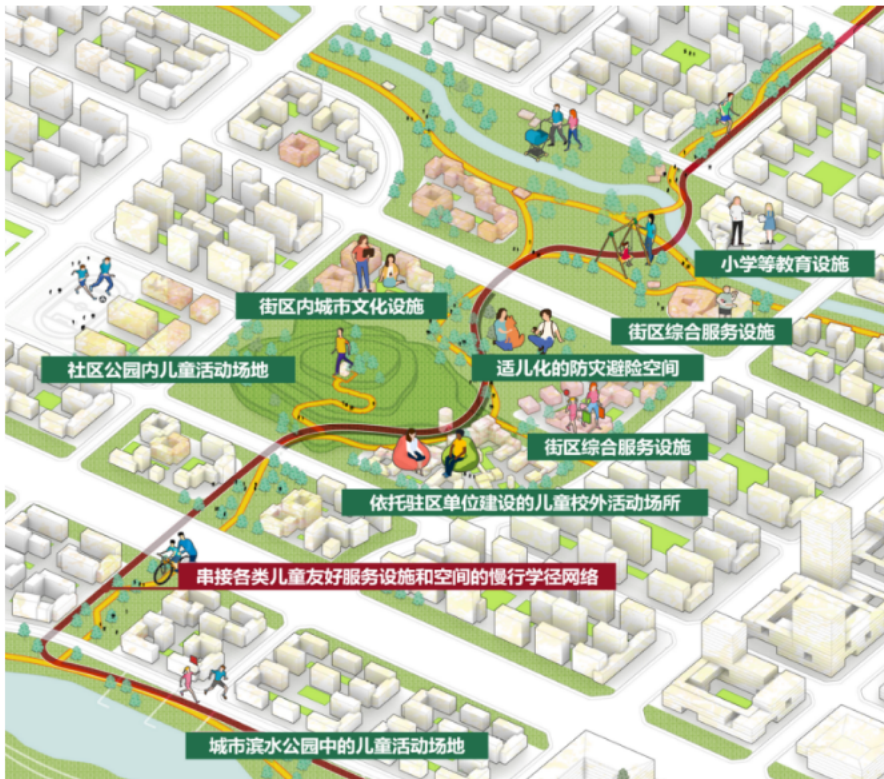 小学等教育设施
街区内城市文化设施
街区综合服务设施
社区公园内儿童活动场地
适儿化的防灾避险空间
街区综合服务设施
依托驻区单位建设的儿童校外活动场所
串接各类儿童友好服务设施和空间的慢行学径网络
城市滨水公园中的儿童活动场地